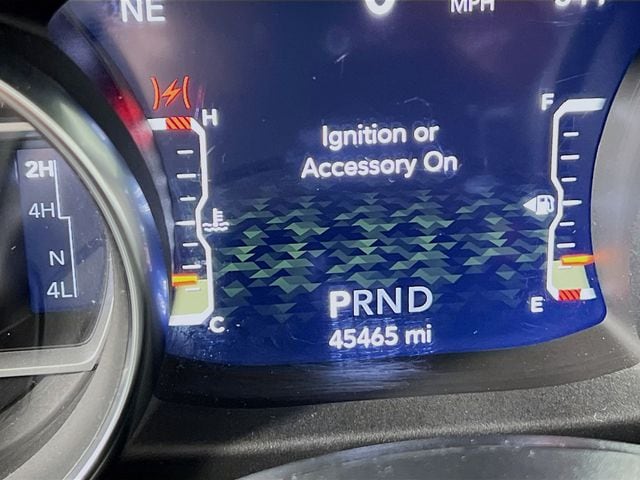 NE
MPH
H
F
Ignition or
Accessory On
2H
4H
N
4L
E
C
PRND
45465 mi